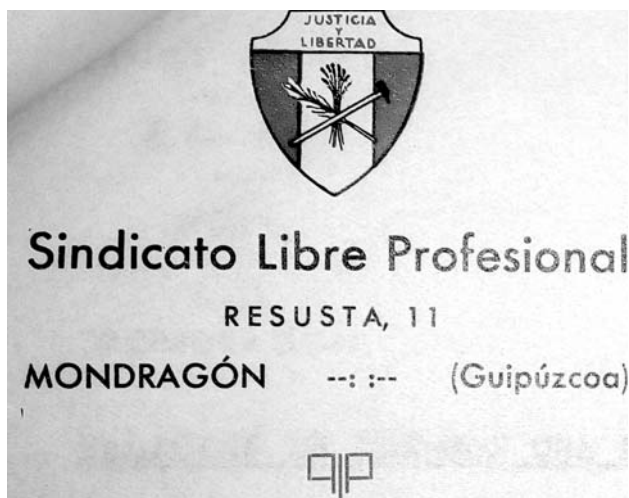 JUSTICIA
Y
LIBERTAD
Sindicato Libre Profesional
RESUSTA, 11
MONDRAGÓN --: :-- (Guipúzcoa)